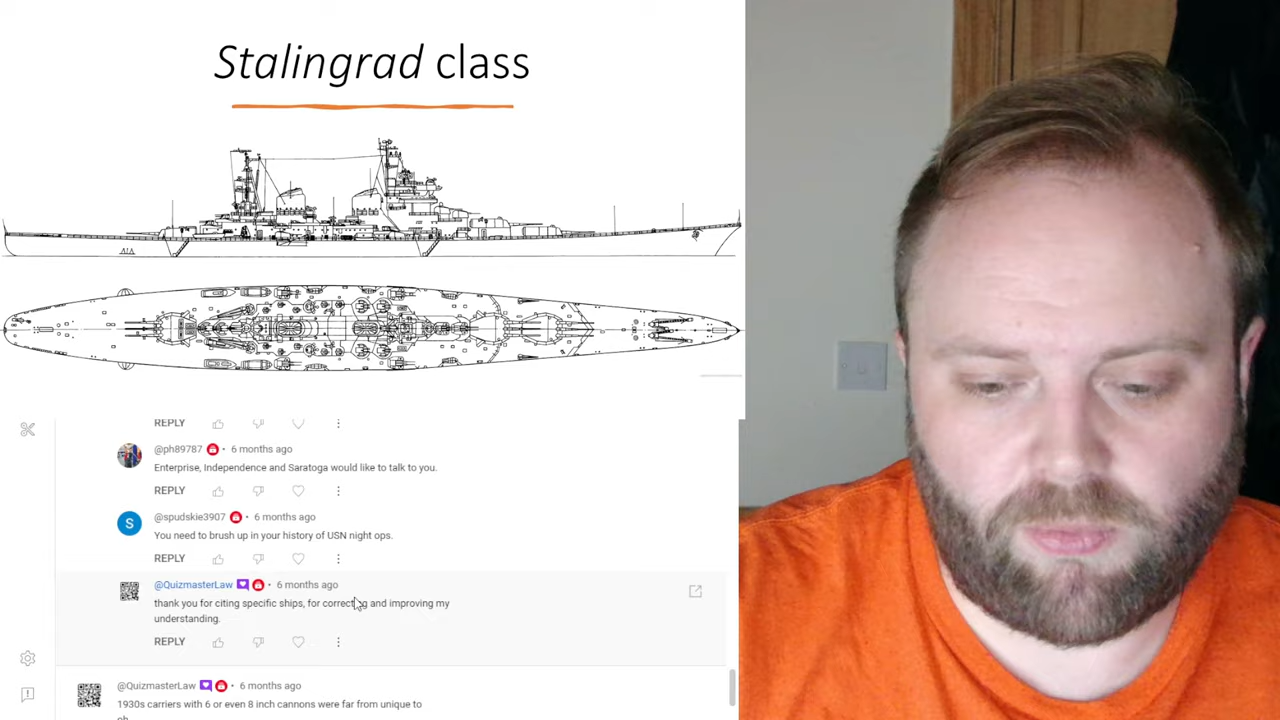 Stalingrad class
REPLY
@ph89787 • 6 months ago
Enterprise, Independence and Saratoga would like to talk to you.
REPLY
S
@spudskie3907 • 6 months ago
You need to brush up in your history of USN night ops.
REPLY
@QuizmasterLaw • 6 months ago
thank you for citing specific ships, for correcting and improving my
understanding.
REPLY
@QuizmasterLaw • 6 months ago
1930s carriers with 6 or even 8 inch cannons were far from unique to